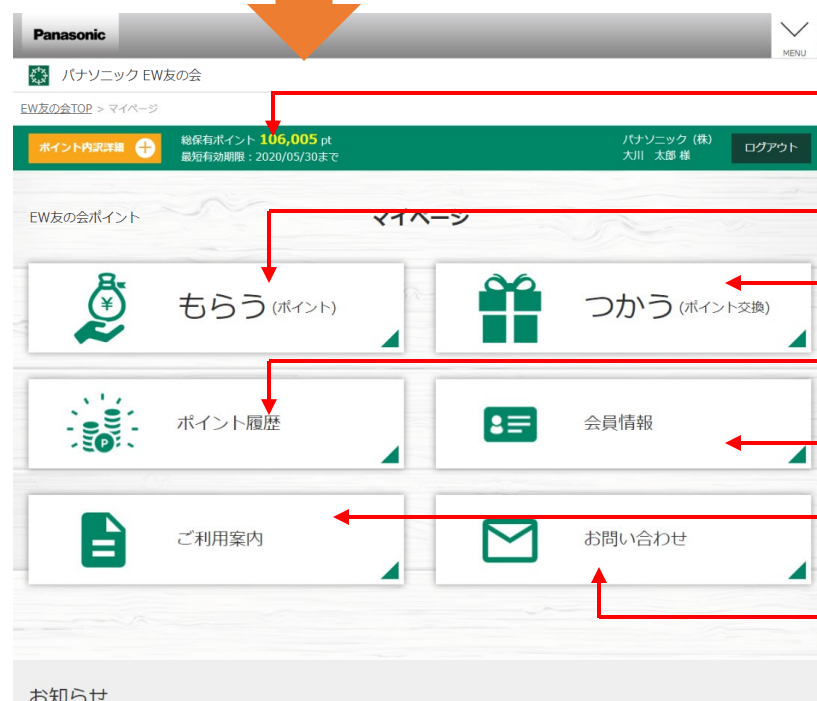 Panasonic
MENU
パナソニック EW友の会
EW友の会TOP > マイページ
ポイント内訳詳細
総保有ポイント 106,005 pt
最短有効期限：2020/05/30まで
パナソニック（株）
大川　太郎 様
ログアウト
EW友の会ポイント
マイページ
¥
もらう (ポイント)
つかう (ポイント交換)
P
ポイント履歴
会員情報
ご利用案内
お問い合わせ
お知らせ